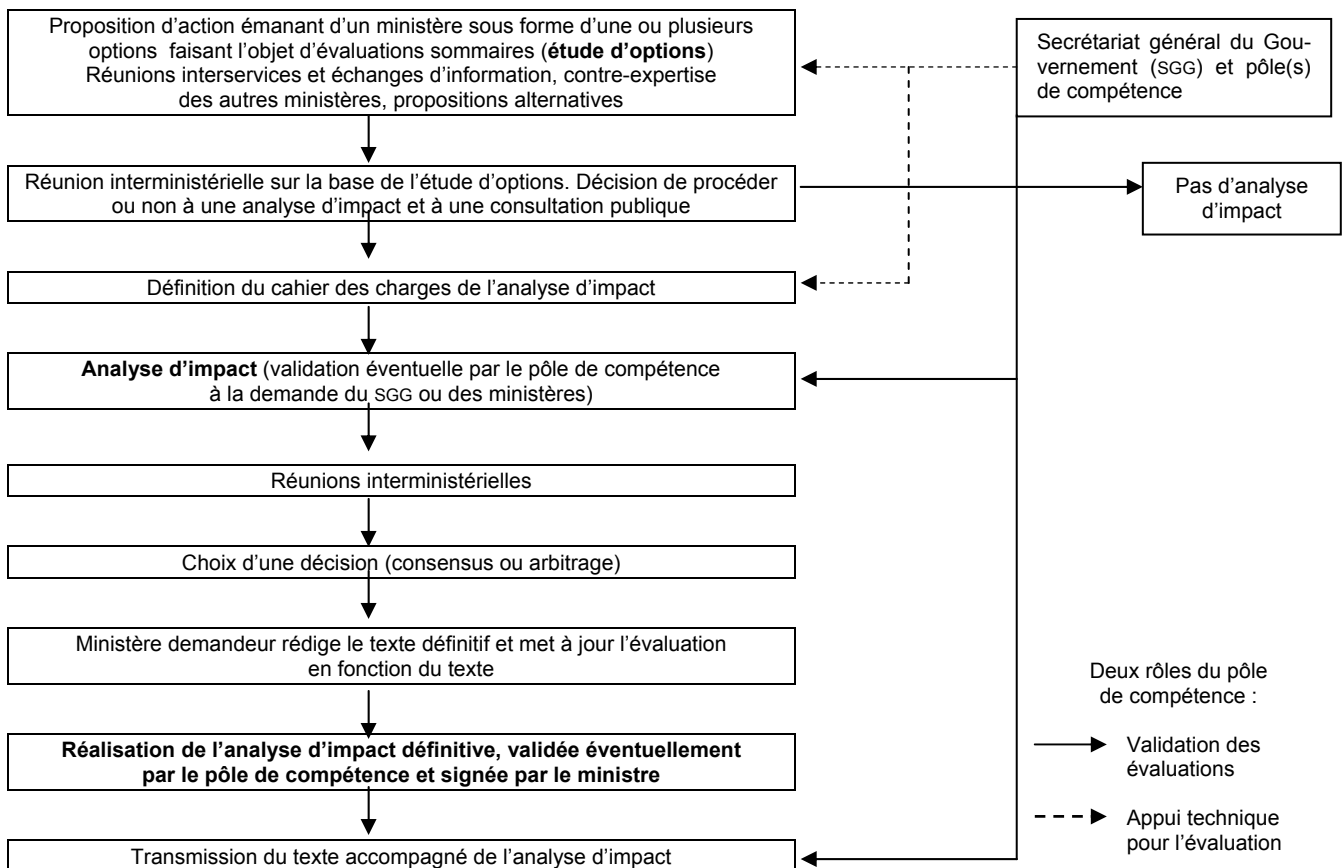 Proposition d’action émanant d’un ministère sous forme d’une ou plusieurs
options faisant l’objet d’évaluations sommaires (étude d’options)
Réunions interservices et échanges d’information, contre-expertise
des autres ministères, propositions alternatives
Secrétariat général du Gou-
vernement (SGG) et pôle(s)
de compétence
Réunion interministérielle sur la base de l’étude d’options. Décision de procéder
ou non à une analyse d’impact et à une consultation publique
Pas d’analyse
d’impact
Définition du cahier des charges de l’analyse d’impact
Analyse d’impact (validation éventuelle par le pôle de compétence
à la demande du SGG ou des ministères)
Réunions interministérielles
Choix d’une décision (consensus ou arbitrage)
Ministère demandeur rédige le texte définitif et met à jour l’évaluation
en fonction du texte
Réalisation de l’analyse d’impact définitive, validée éventuellement
par le pôle de compétence et signée par le ministre
Transmission du texte accompagné de l’analyse d’impact
Deux rôles du pôle
de compétence :
Validation des
évaluations
Appui technique
pour l’évaluation